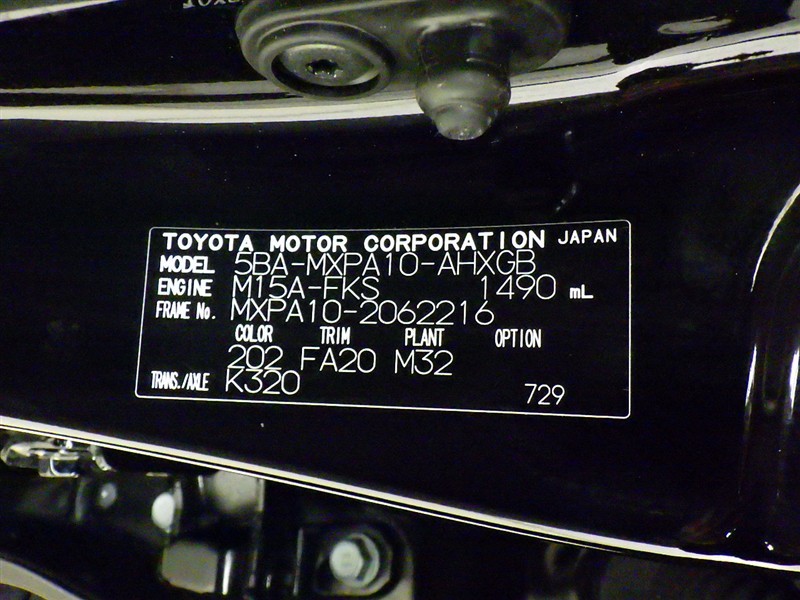 TOYOTA MOTOR CORPORATION JAPAN
MODEL 5BA-MXPA10-AHXGB
ENGINE M15A-FKS 1490 mL
FRAME No. MXPA10-2062216
COLOR TRIM PLANT OPTION
202 FA20 M32
TRANS./AXLE K320
729